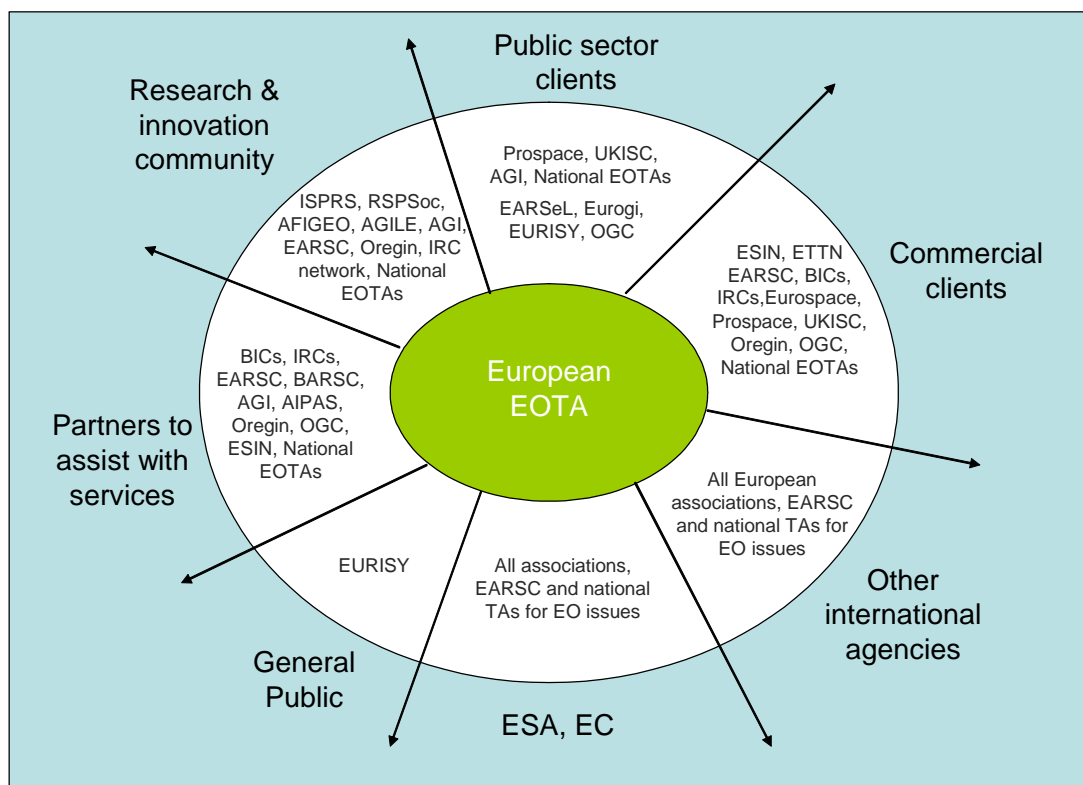 Public sector
clients
Research &
innovation
community
Prospace, UKISC,
AGI, National EOTAs
EARSeL, Eurogi,
EURISY, OGC
ISPRS, RSPSoc,
AFIGEO, AGILE, AGI,
EARSC, Oregin, IRC
network, National
EOTAs
Commercial
clients
ESIN, ETTN
EARSC, BICs,
IRCs,Eurospace,
Prospace, UKISC,
Oregin, OGC,
National EOTAs
European
EOTA
BICs, IRCs,
EARSC, BARSC,
AGI, AIPAS,
Oregin, OGC,
ESIN, National
EOTAs
Partners to
assist with
services
All European
associations, EARSC
and national TAs for
EO issues
EURISY
All associations,
EARSC and national
TAs for EO issues
Other
international
agencies
General
Public
ESA, EC